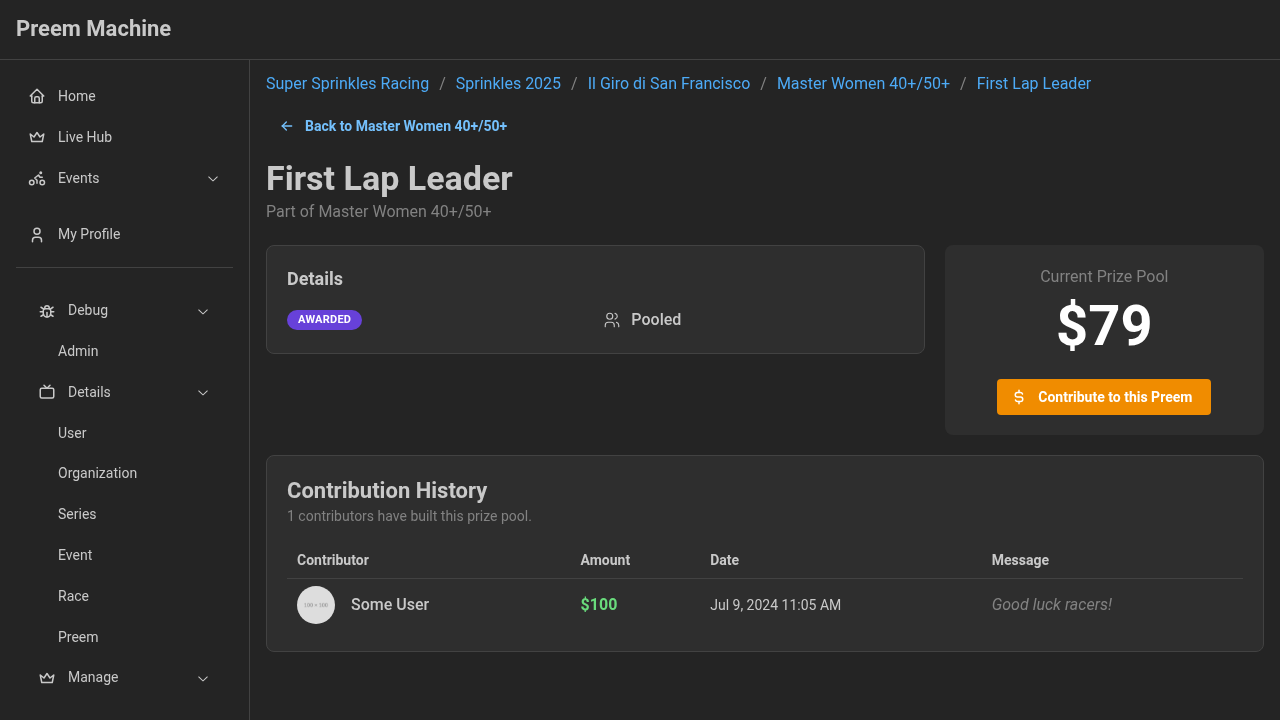 Preem Machine
Home
Live Hub
Events
My Profile
Debug
Admin
Details
User
Organization
Series
Event
Race
Preem
Manage
Super Sprinkles Racing / Sprinkles 2025 / Il Giro di San Francisco / Master Women 40+/50+ / First Lap Leader
Back to Master Women 40+/50+
First Lap Leader
Part of Master Women 40+/50+
Details
AWARDED Pooled
Current Prize Pool
$79
$ Contribute to this Preem
Contribution History
1 contributors have built this prize pool.
Contributor Amount Date Message
100 × 100 Some User $100 Jul 9, 2024 11:05 AM Good luck racers!